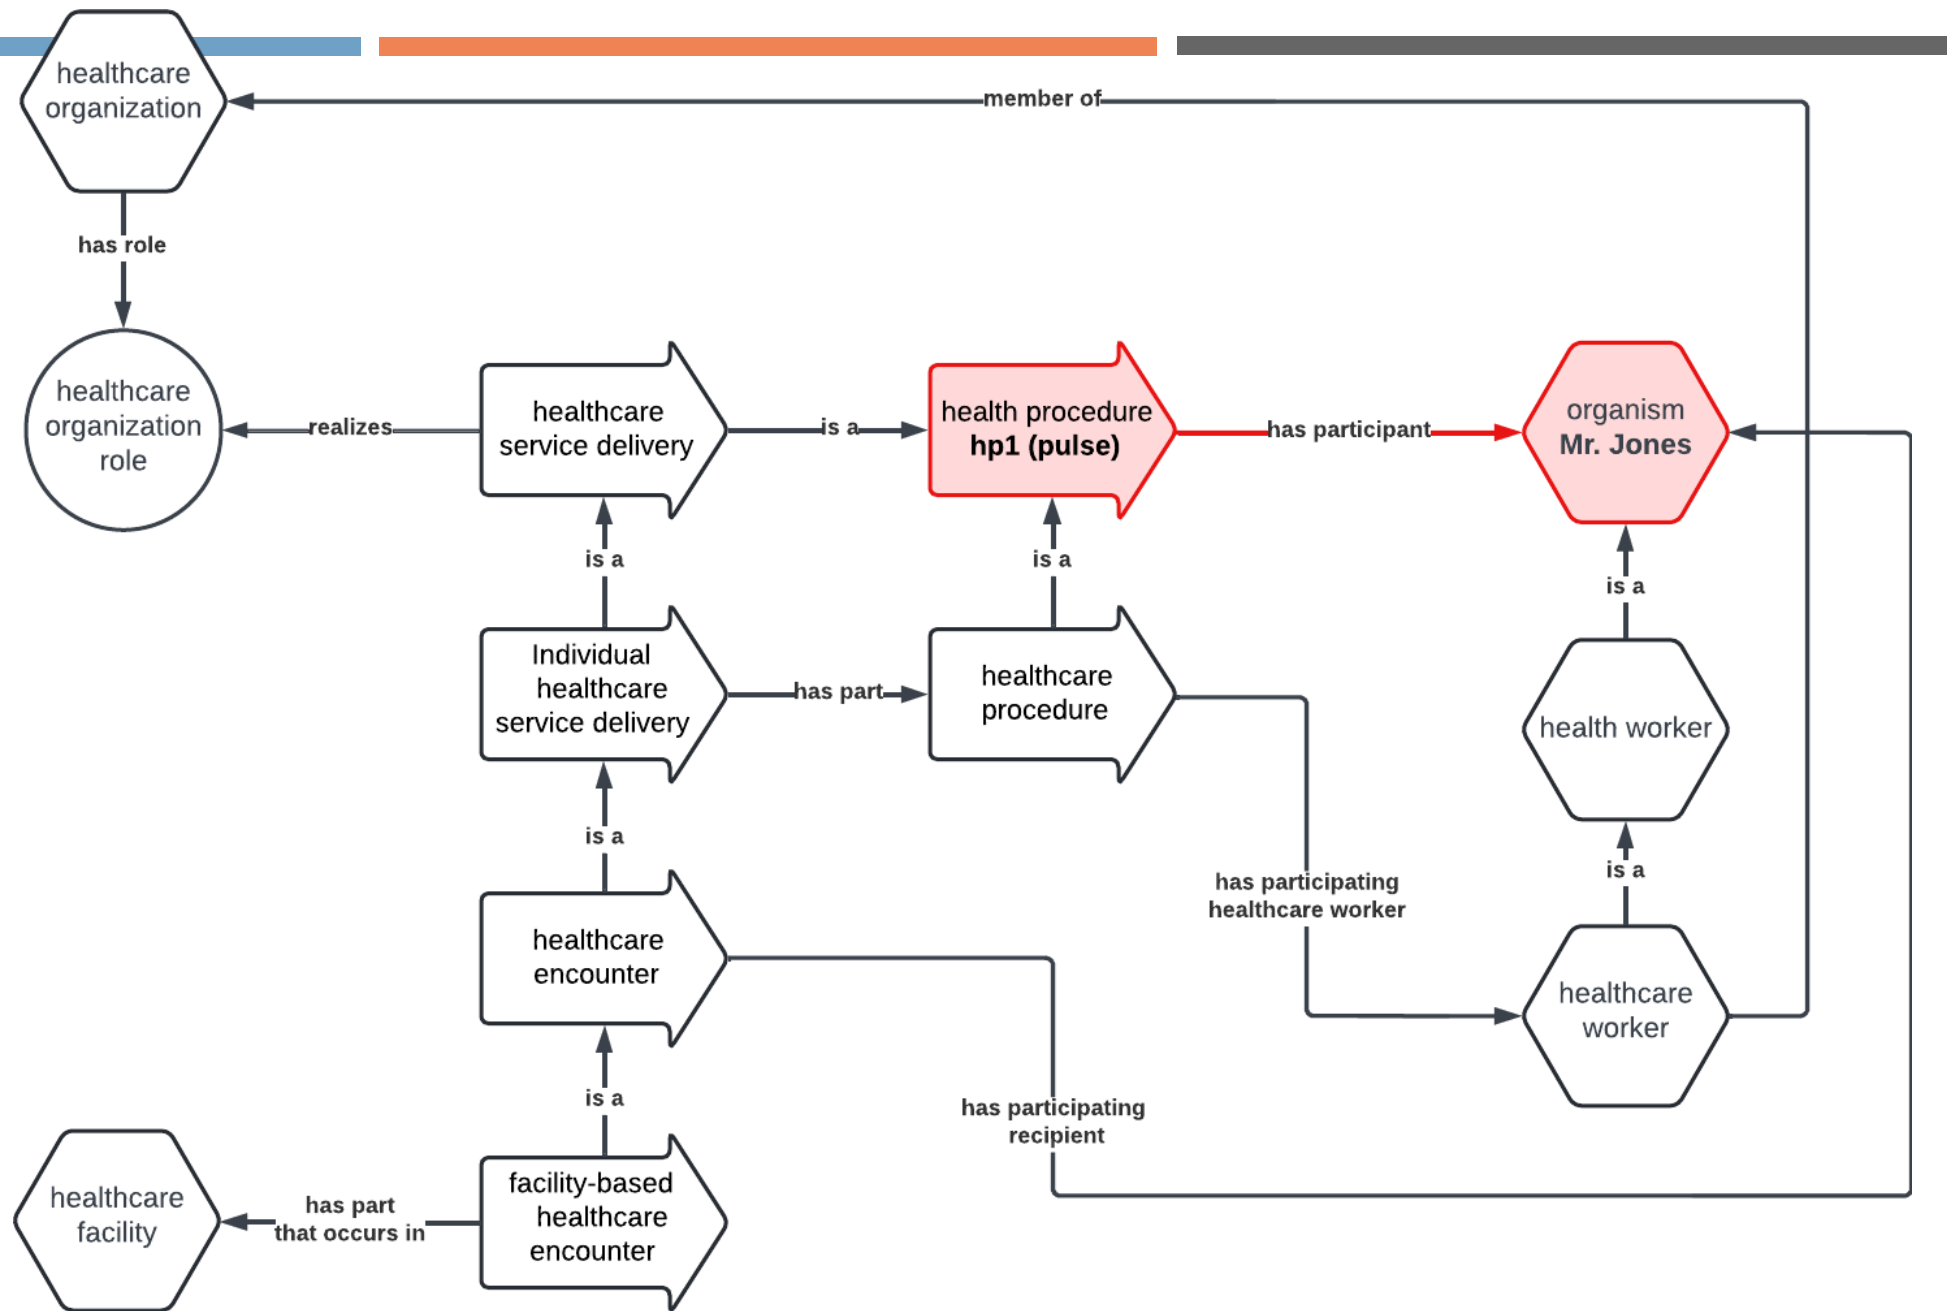 healthcare
organization
member of
has role
healthcare
organization
role
realizes
healthcare
service delivery
is a
health procedure
hp1 (pulse)
has participant
organism
Mr. Jones
is a
is a
is a
Individual
healthcare
service delivery
has part
healthcare
procedure
health worker
is a
is a
has participating
healthcare worker
healthcare
encounter
healthcare
worker
is a
has participating
recipient
healthcare
facility
has part
that occurs in
facility-based
healthcare
encounter